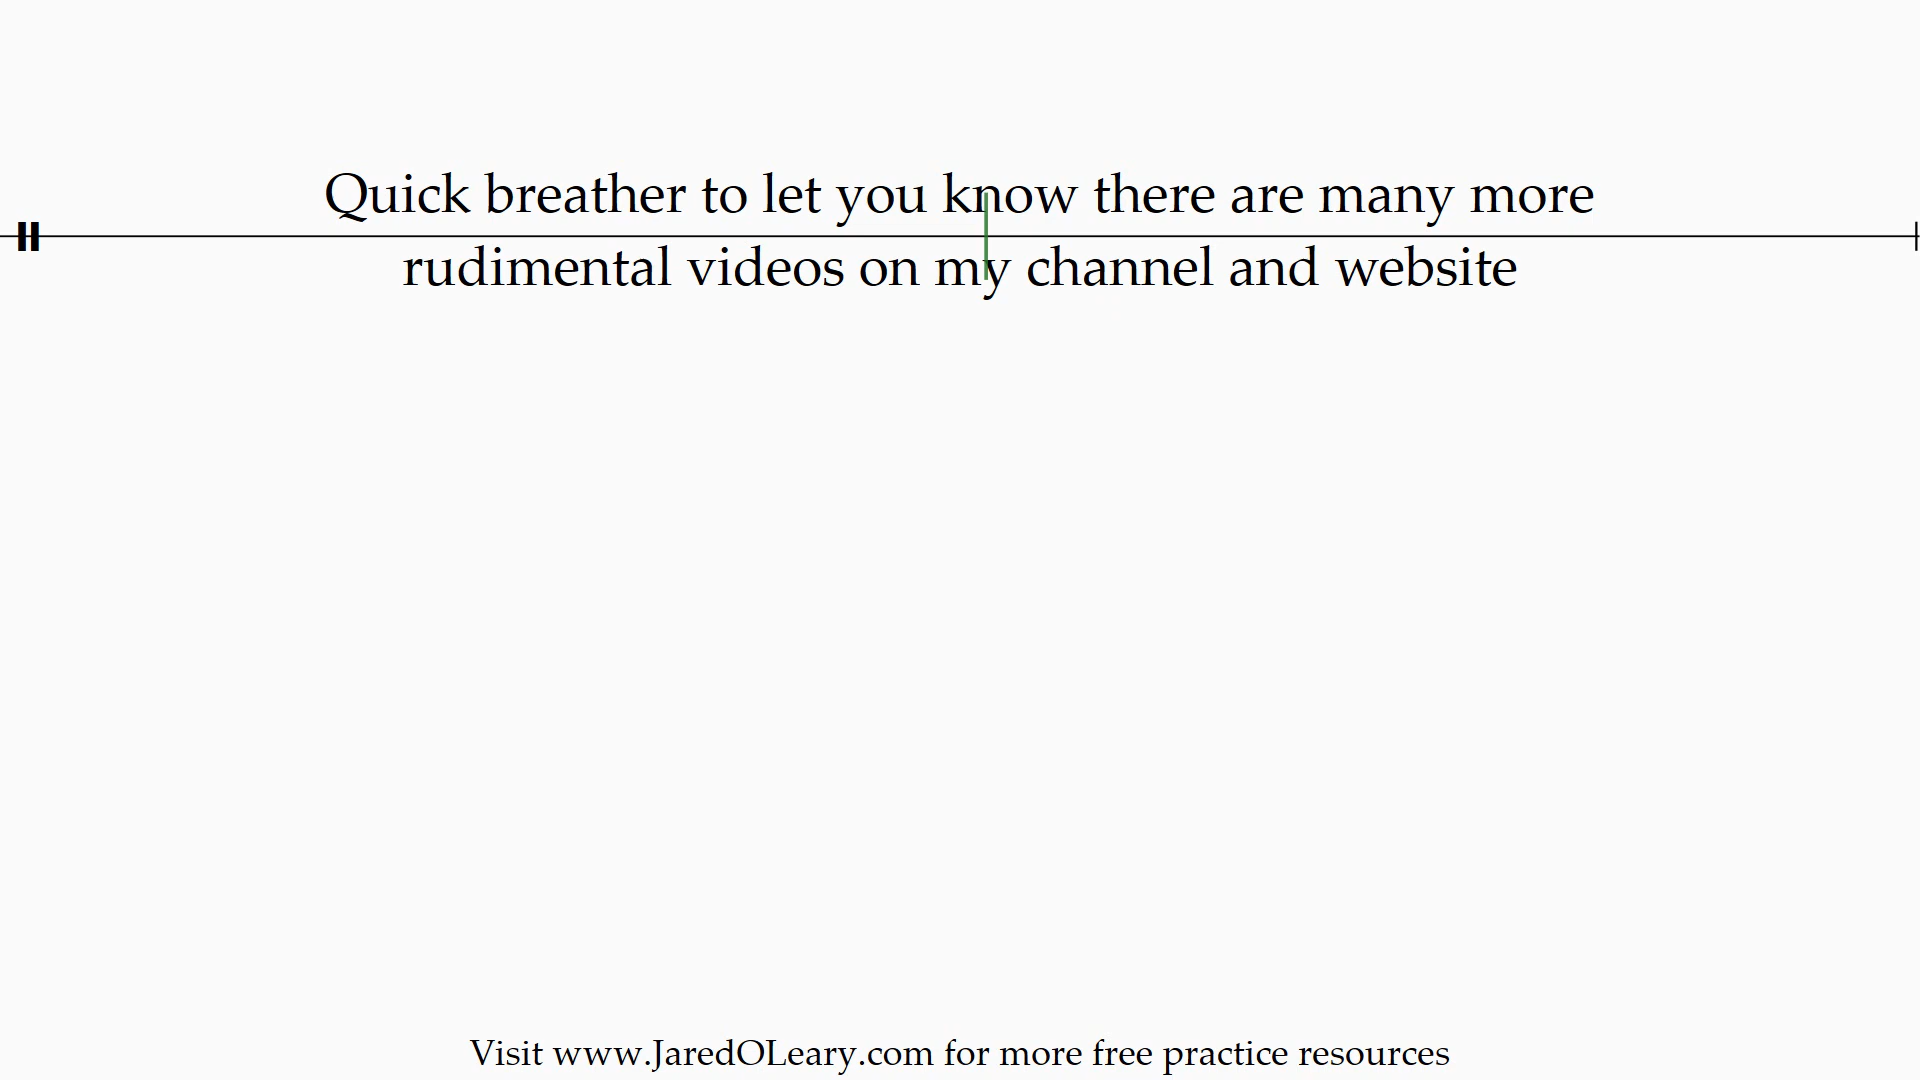 Quick breather to let you know there are many more
rudimental videos on my channel and website
Visit www.JaredOLeary.com for more free practice resources